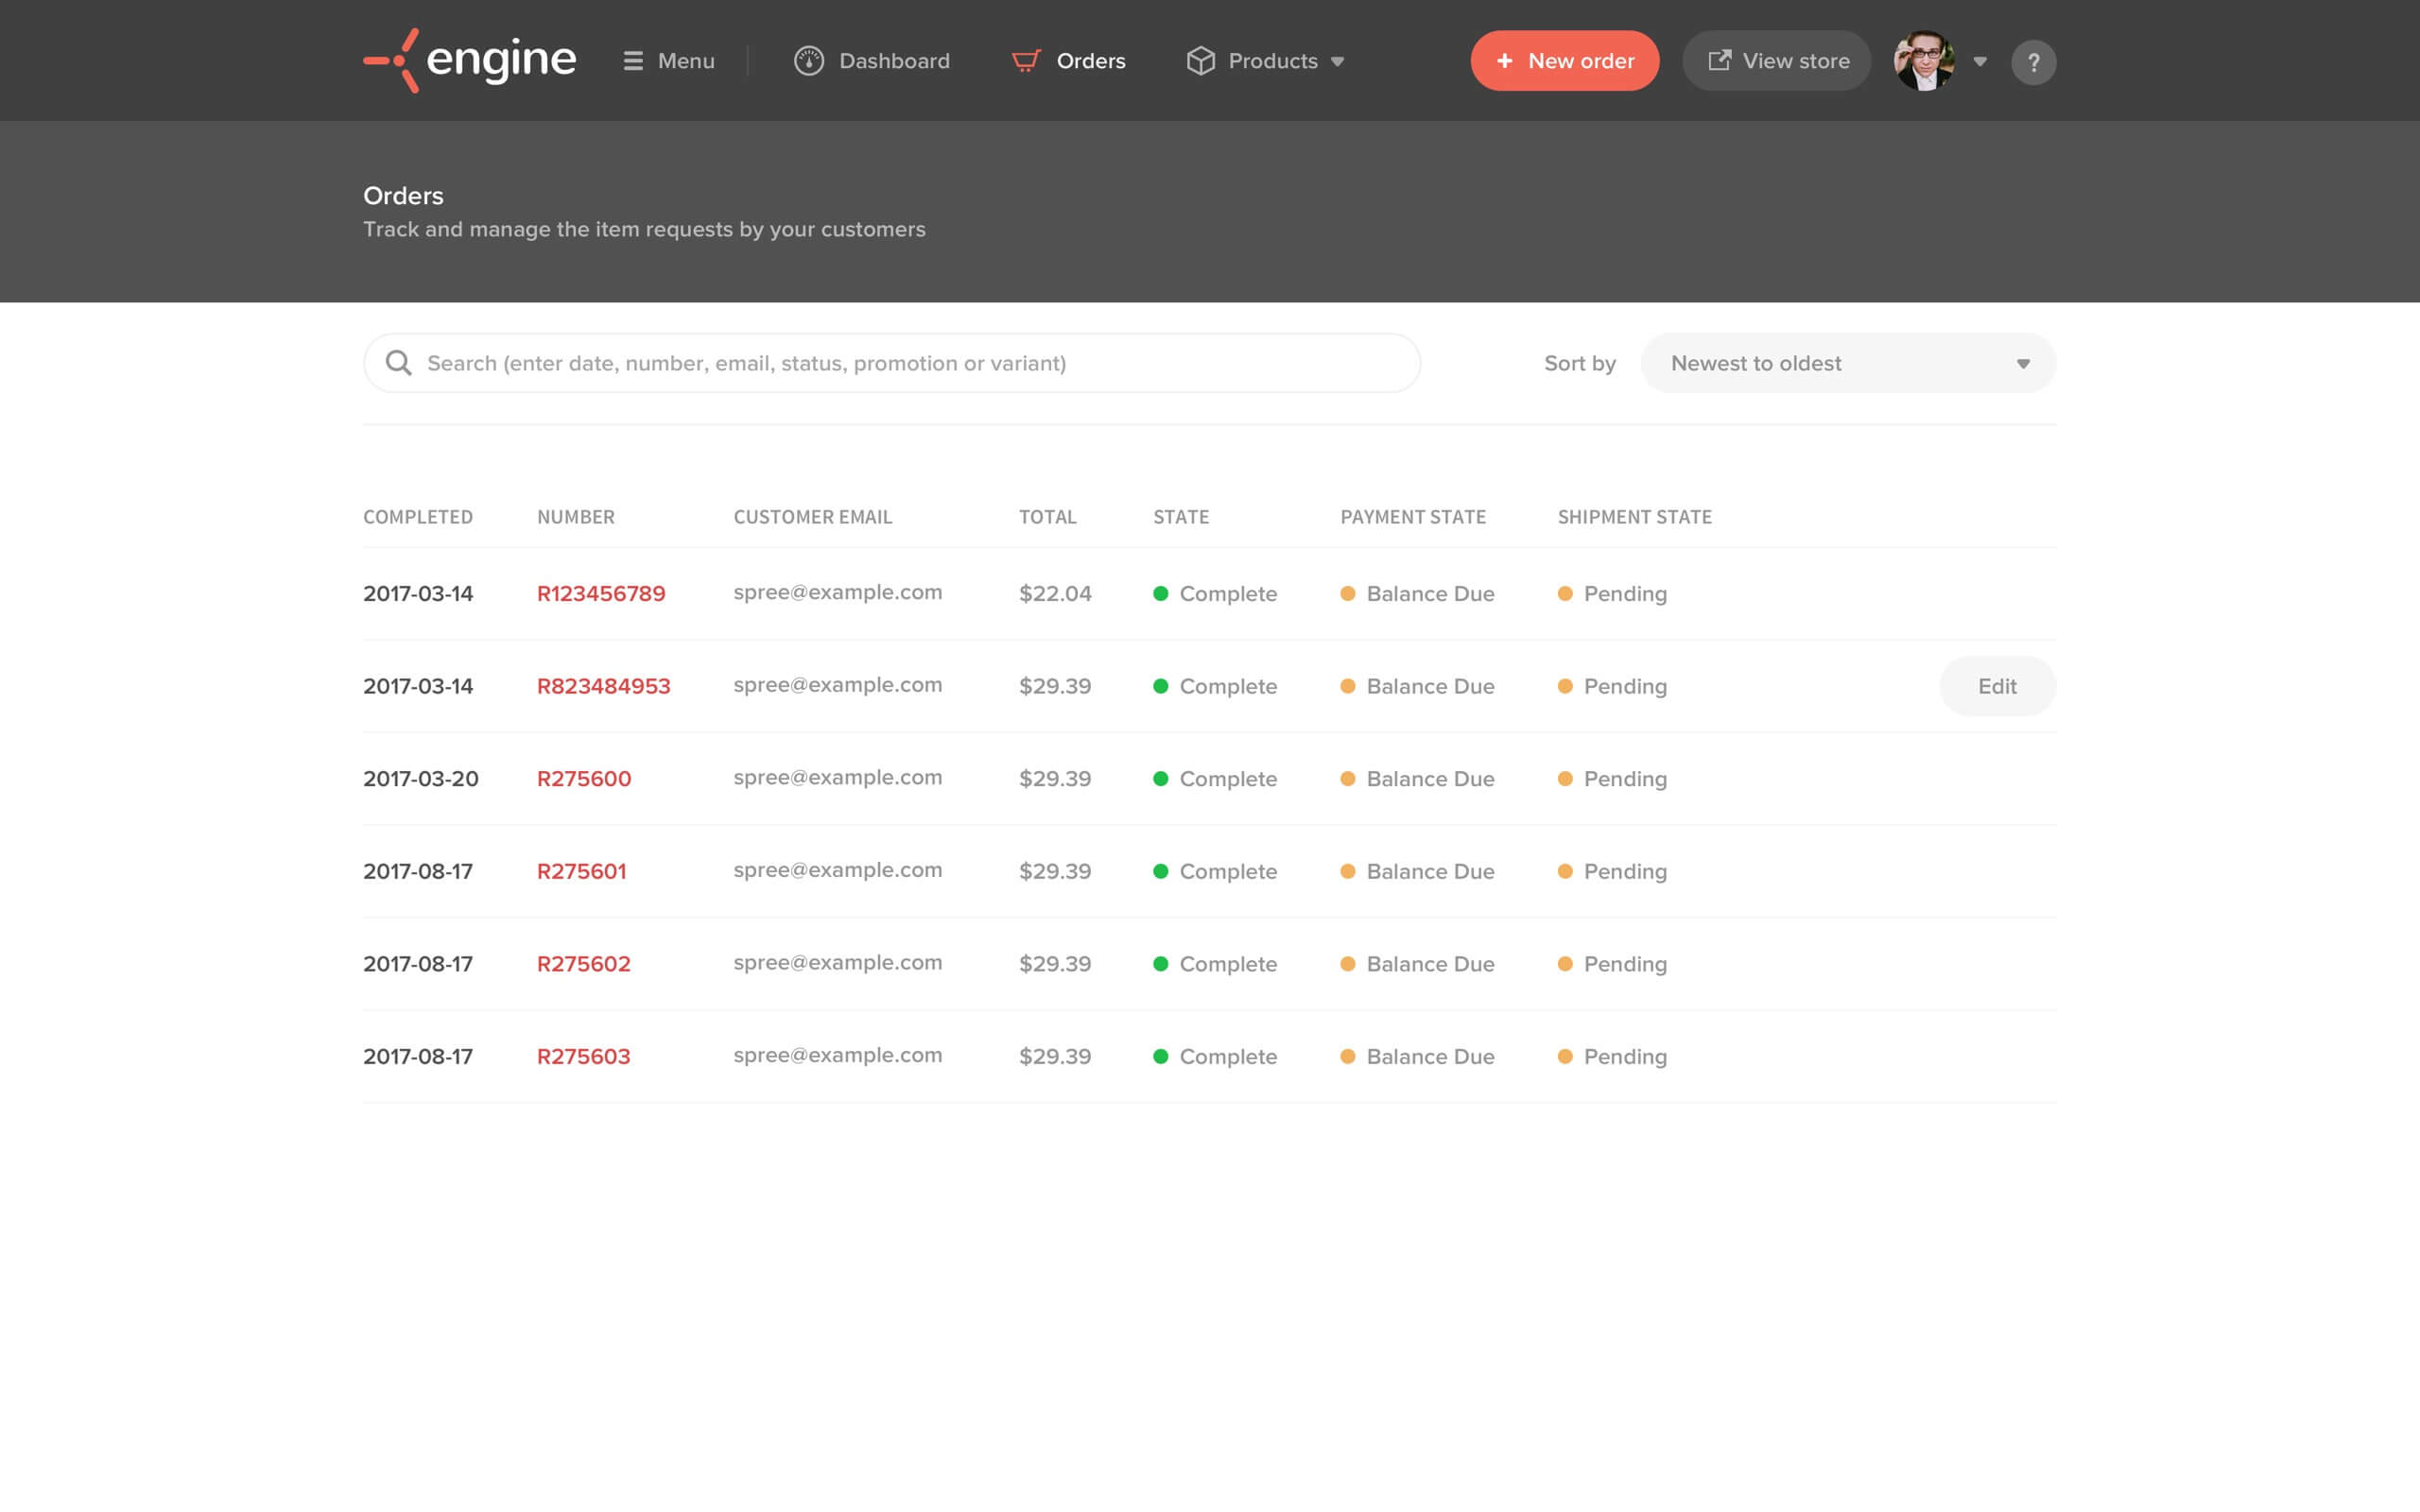 engine Menu Dashboard Orders Products + New order View store ?
Orders
Track and manage the item requests by your customers
Search (enter date, number, email, status, promotion or variant) Sort by Newest to oldest
COMPLETED NUMBER CUSTOMER EMAIL TOTAL STATE PAYMENT STATE SHIPMENT STATE
2017-03-14 R123456789 spree@example.com $22.04 Complete Balance Due Pending
2017-03-14 R823484953 spree@example.com $29.39 Complete Balance Due Pending Edit
2017-03-20 R275600 spree@example.com $29.39 Complete Balance Due Pending
2017-08-17 R275601 spree@example.com $29.39 Complete Balance Due Pending
2017-08-17 R275602 spree@example.com $29.39 Complete Balance Due Pending
2017-08-17 R275603 spree@example.com $29.39 Complete Balance Due Pending